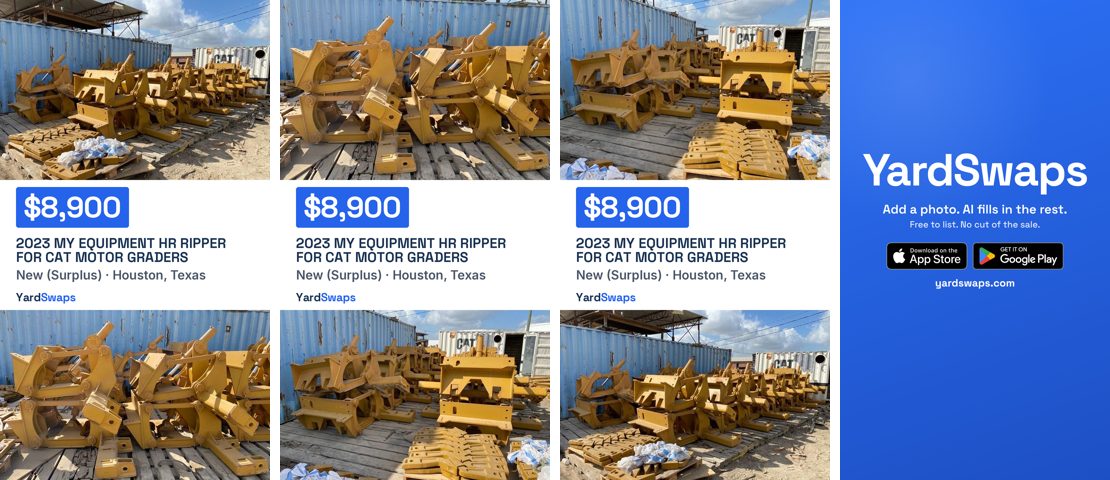 CAT
CAT
$8,900
2023 MY EQUIPMENT HR RIPPER
FOR CAT MOTOR GRADERS
New (Surplus) · Houston, Texas
YardSwaps
$8,900
2023 MY EQUIPMENT HR RIPPER
FOR CAT MOTOR GRADERS
New (Surplus) · Houston, Texas
YardSwaps
$8,900
2023 MY EQUIPMENT HR RIPPER
FOR CAT MOTOR GRADERS
New (Surplus) · Houston, Texas
YardSwaps
CAT
CAT
YardSwaps
Add a photo. AI fills in the rest.
Free to list. No cut of the sale.
Download on the
App Store
GET IT ON
Google Play
yardswaps.com